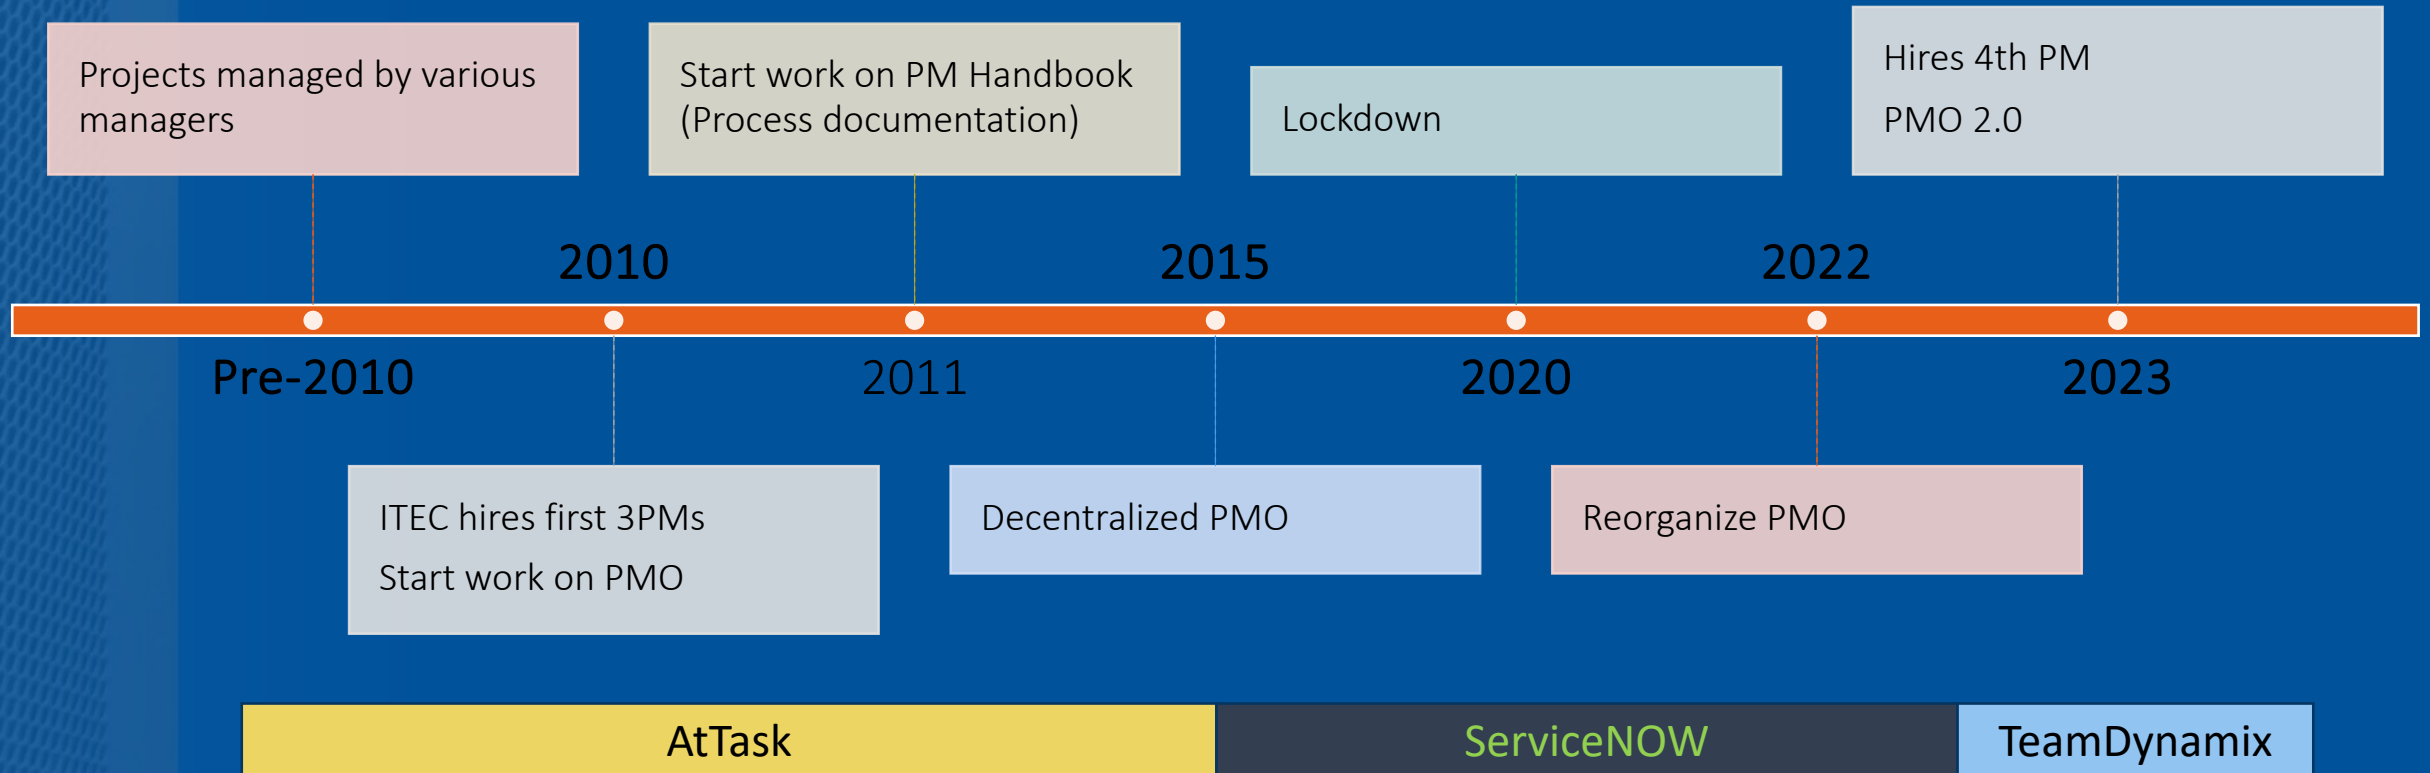 Projects managed by various
managers
Start work on PM Handbook
(Process documentation)
Lockdown
Hires 4th PM
PMO 2.0
2010
2015
2022
Pre-2010
2011
2020
2023
ITEC hires first 3PMs
Start work on PMO
Decentralized PMO
Reorganize PMO
AtTask
ServiceNOW
TeamDynamix